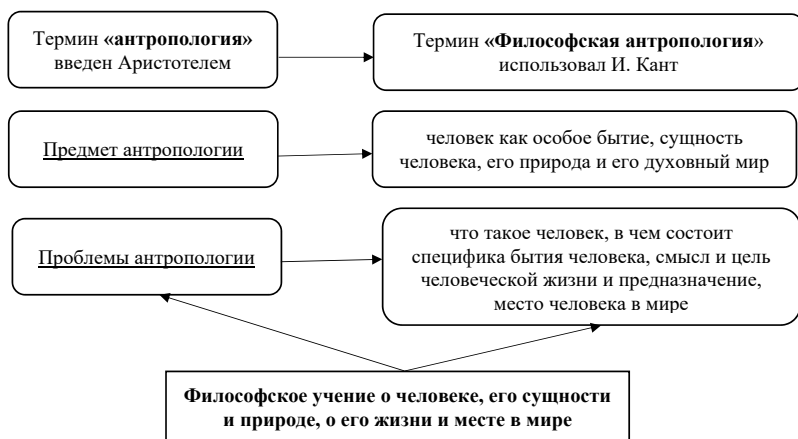 Термин «антропология»
введен Аристотелем
Термин «Философская антропология»
использовал И. Кант
Предмет антропологии
человек как особое бытие, сущность
человека, его природа и его духовный мир
Проблемы антропологии
что такое человек, в чем состоит
специфика бытия человека, смысл и цель
человеческой жизни и предназначение,
место человека в мире
Философское учение о человеке, его сущности
и природе, о его жизни и месте в мире